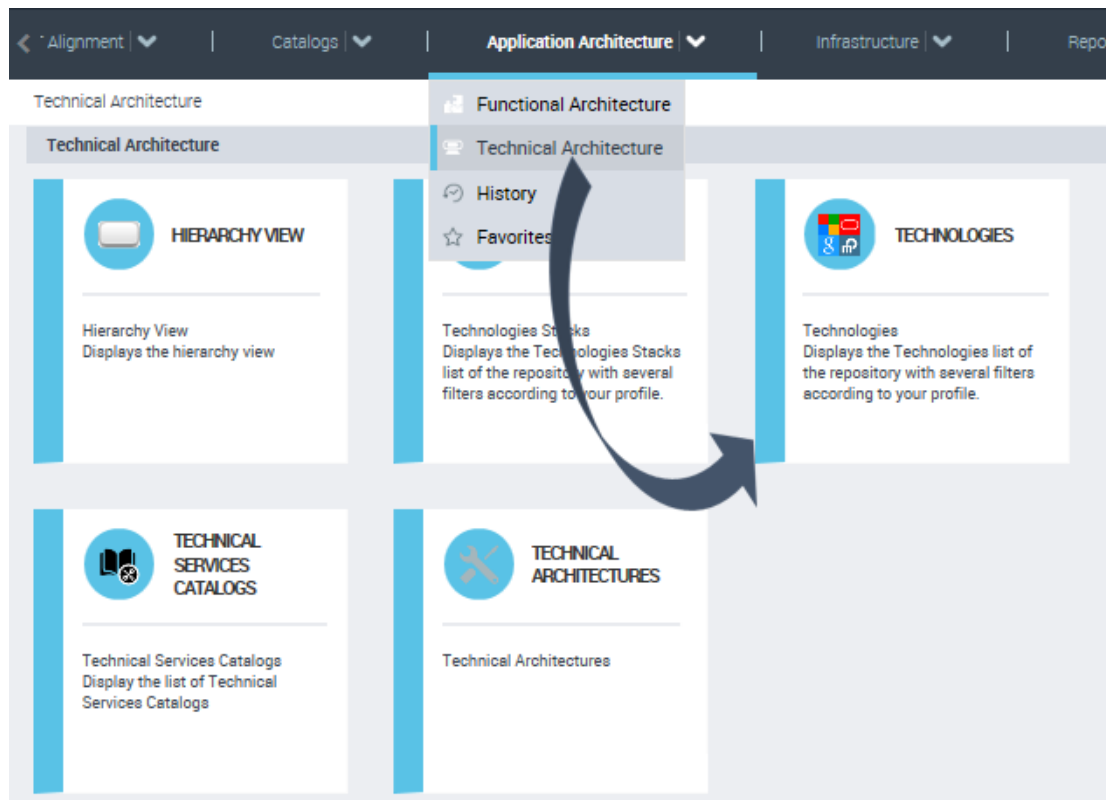 Alignment
Catalogs
Application Architecture
Infrastructure
Repo
Technical Architecture
Functional Architecture
Technical Architecture
Technical Architecture
History
Favorites
HIERARCHY VIEW
TECHNOLOGIES
Hierarchy View
Displays the hierarchy view
Technologies Stacks
Displays the Technologies Stacks
list of the repository with several
filters according to your profile.
Technologies
Displays the Technologies list of
the repository with several filters
according to your profile.
TECHNICAL
SERVICES
CATALOGS
TECHNICAL
ARCHITECTURES
Technical Services Catalogs
Display the list of Technical
Services Catalogs
Technical Architectures